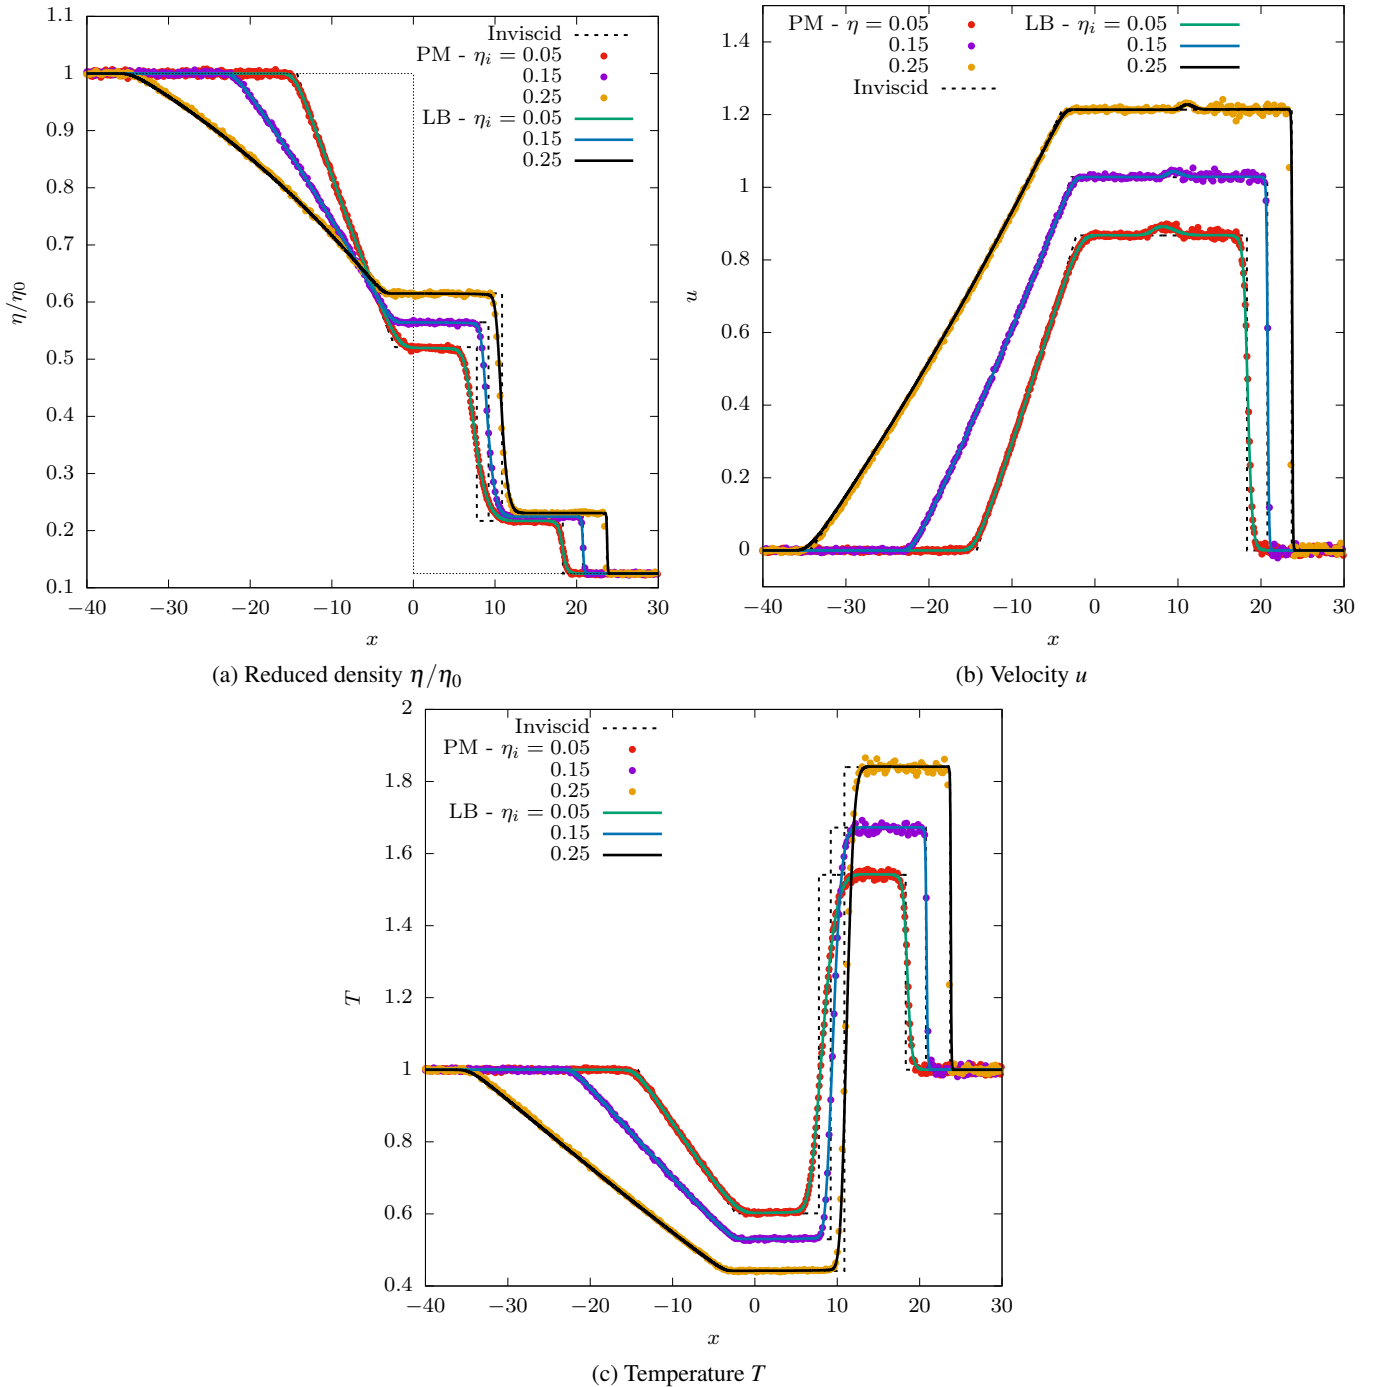 1.1
1
0.9
0.8
0.7
0.6
0.5
0.4
0.3
0.2
0.1
η/η0
Inviscid
PM - ηi = 0.05
0.15
0.25
LB - ηi = 0.05
0.15
0.25
−40 −30 −20 −10 0 10 20 30
x
(a) Reduced density η/η0
1.4
1.2
1
0.8
0.6
0.4
0.2
0
u
PM - η = 0.05 LB - ηi = 0.05
0.15 0.15
0.25 0.25
Inviscid
−40 −30 −20 −10 0 10 20 30
x
(b) Velocity u
2
1.8
1.6
1.4
1.2
1
0.8
0.6
0.4
T
Inviscid
PM - ηi = 0.05
0.15
0.25
LB - ηi = 0.05
0.15
0.25
−40 −30 −20 −10 0 10 20 30
x
(c) Temperature T